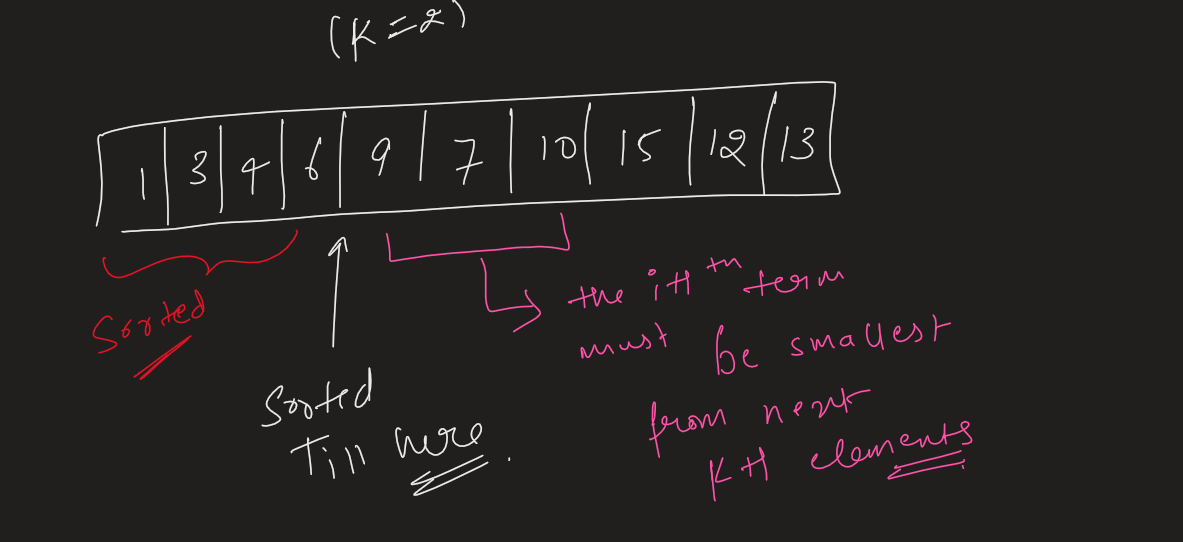 (K=2)
1 3 4 6 9 7 10 15 12 13
Sorted
Sorted
Till here.
the i+1 th term
must be smallest
from next
K+1 elements